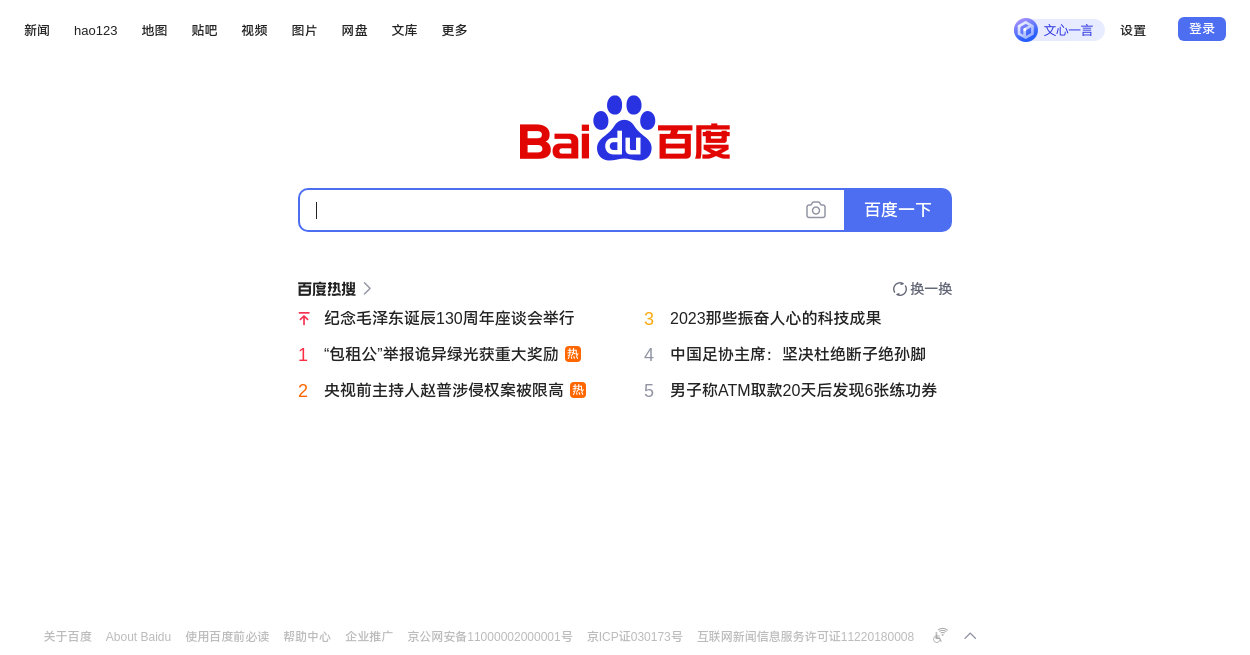 新闻 hao123 地图 贴吧 视频 图片 网盘 文库 更多 文心一言 设置 登录
Bai du 百度
百度一下
百度热搜 换一换
纪念毛泽东诞辰130周年座谈会举行
1 “包租公”举报诡异绿光获重大奖励 热
2 央视前主持人赵普涉侵权案被限高 热
3 2023那些振奋人心的科技成果
4 中国足协主席：坚决杜绝断子绝孙脚
5 男子称ATM取款20天后发现6张练功券
关于百度 About Baidu 使用百度前必读 帮助中心 企业推广 京公网安备11000002000001号 京ICP证030173号 互联网新闻信息服务许可证11220180008